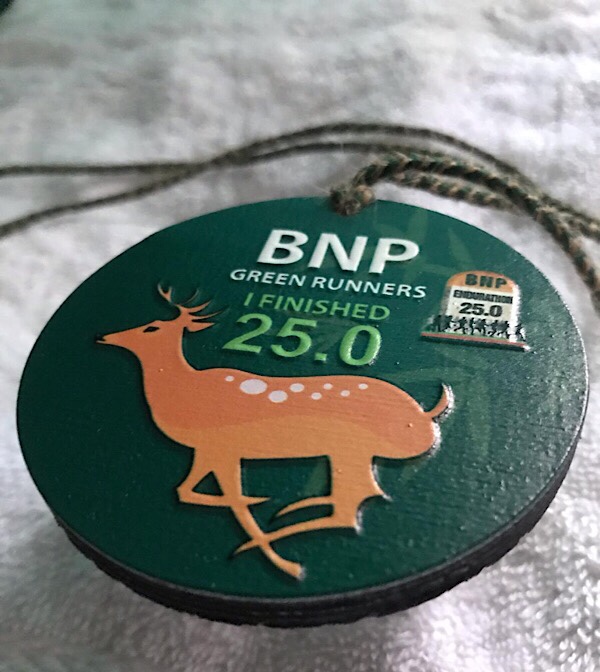 BNP
GREEN RUNNERS
I FINISHED
25.0
BNP
ENDURATHON
25.0